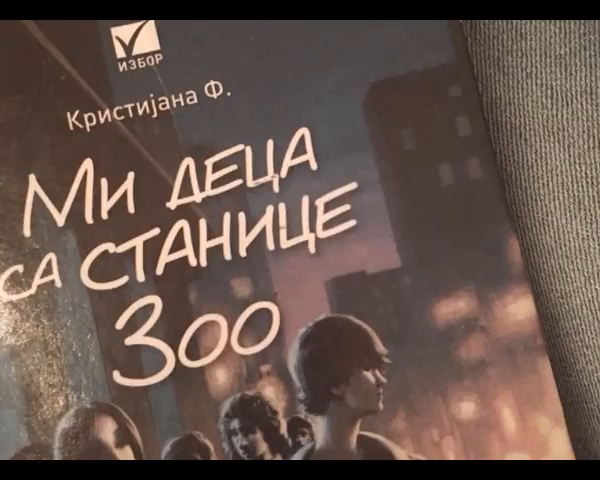 ИЗБОР
Кристијана Ф.
Ми деца
са станице
Зоо